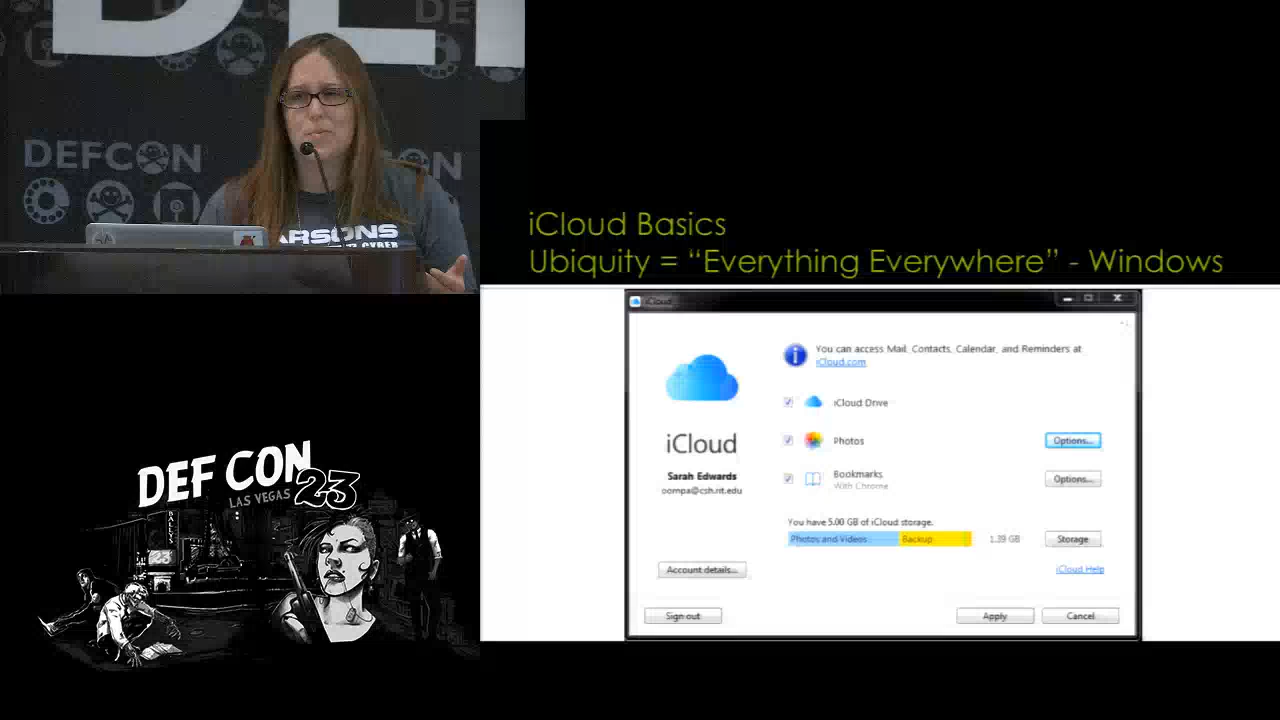 DEFCON
ARSONS
CYBER
iCloud Basics
Ubiquity = “Everything Everywhere” - Windows
iCloud
You can access Mail, Contacts, Calendar, and Reminders at
iCloud.com
iCloud Drive
iCloud
Photos
Options...
Sarah Edwards
oompa@csh.rit.edu
Bookmarks
With Chrome
Options...
You have 5.00 GB of iCloud storage.
Photos and Videos
Backup
1.39 GB
Storage
Account details...
iCloud Help
Sign out
Apply
Cancel
DEF CON
LAS VEGAS
23
BALLY'S